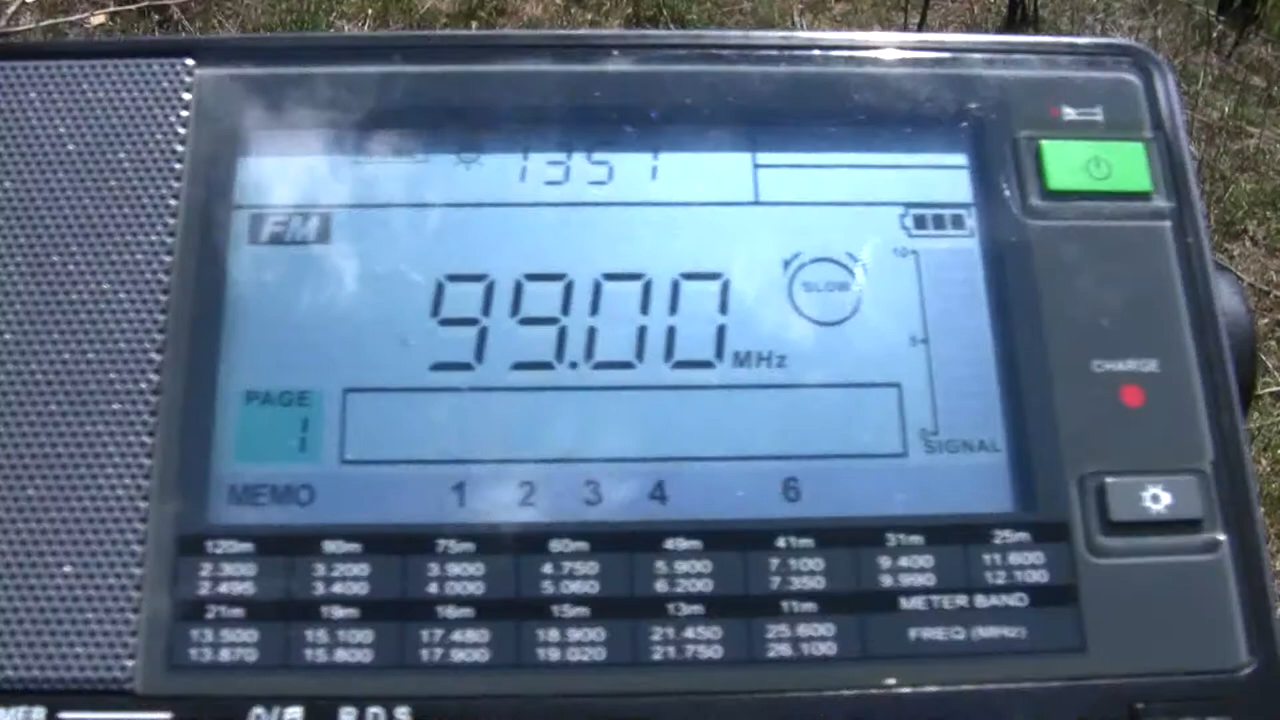 1351
FM
10
99.00 MHz
SLOW
5
PAGE
1
0
SIGNAL
MEMO 1 2 3 4 6
CHARGE
120m 90m 75m 60m 49m 41m 31m 25m
2.300 3.200 3.900 4.750 5.900 7.100 9.400 11.600
2.495 3.400 4.000 5.060 6.200 7.350 9.990 12.100
21m 19m 16m 15m 13m 11m METER BAND
13.500 15.100 17.480 18.900 21.450 25.600 FREQ (MHz)
13.870 15.800 17.900 19.020 21.750 26.100
R.D.S